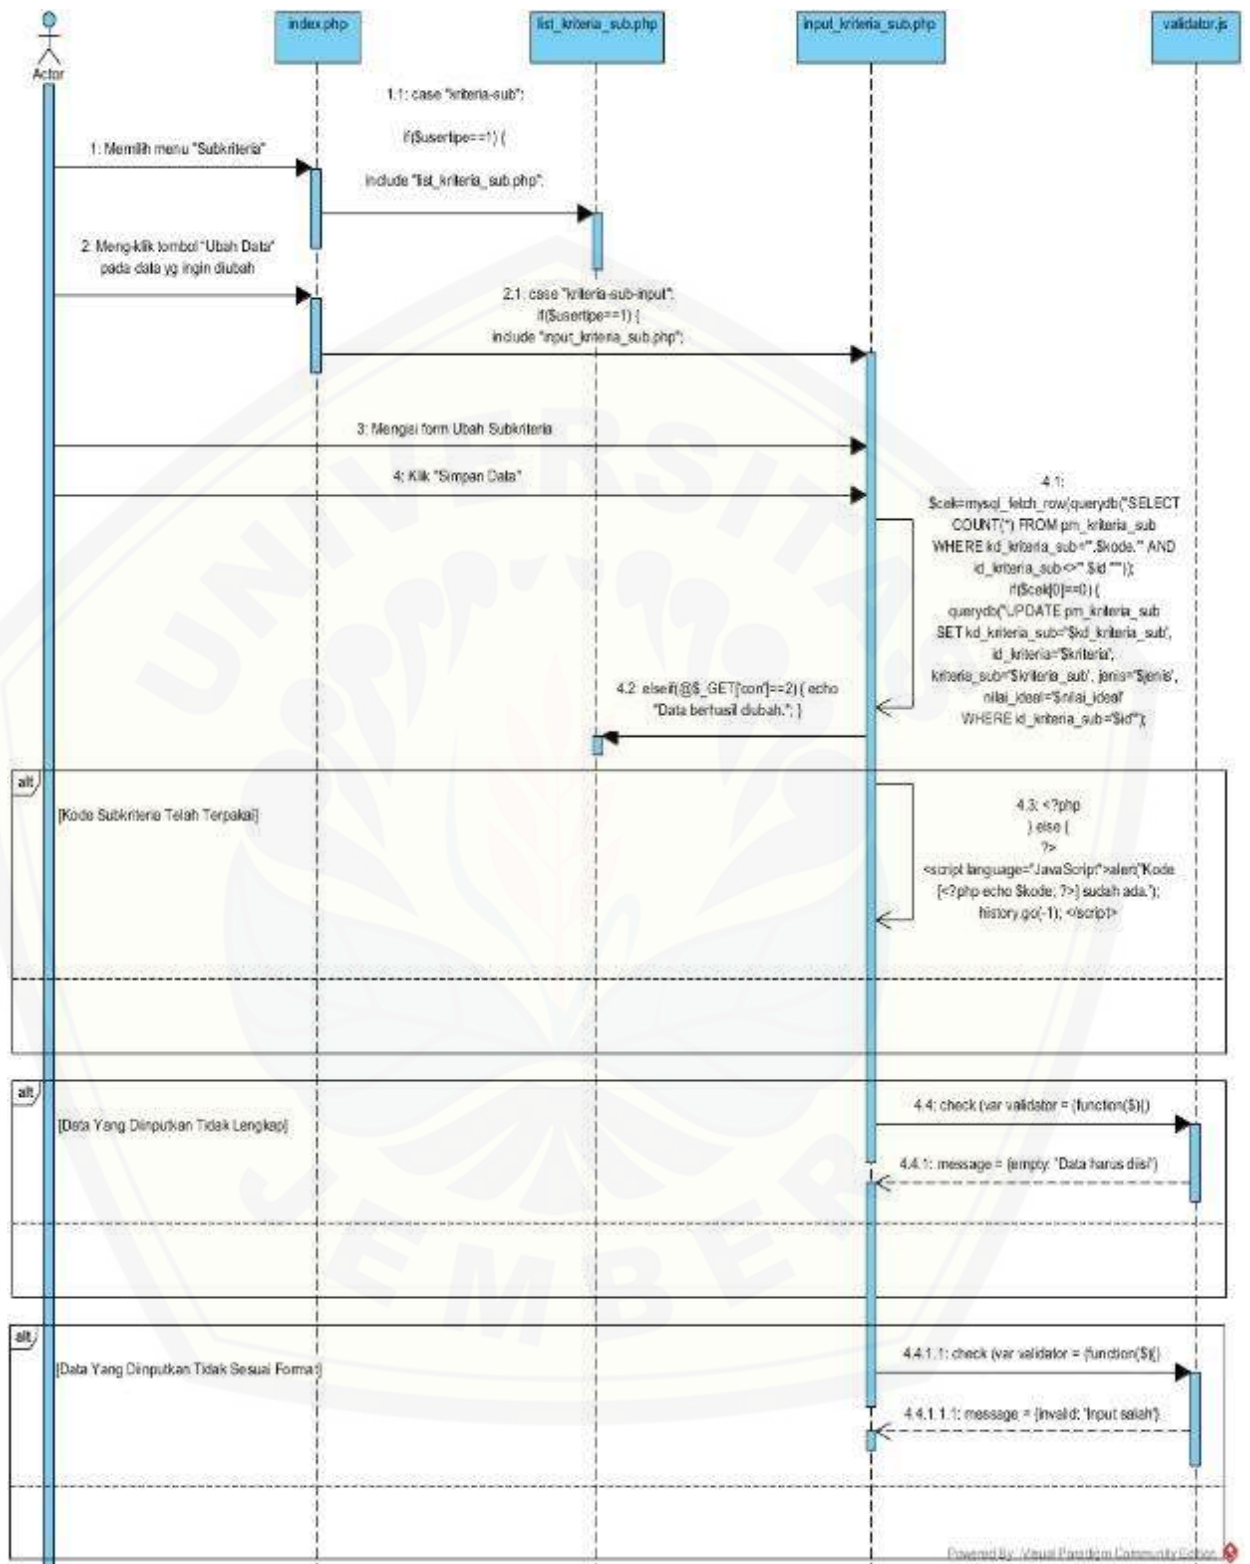 index.php
list_kriteria_sub.php
input_kriteria_sub.php
validator.js
Actor
1.1: case "kriteria-sub":
if($usertipe==1) {
include "list_kriteria_sub.php";
1: Memilih menu "Subkriteria"
2: Meng-klik tombol "Ubah Data"
pada data yg ingin diubah
2.1: case "kriteria-sub-input":
if($usertipe==1) {
include "input_kriteria_sub.php";
3: Mengisi form Ubah Subkriteria
4: Klik "Simpan Data"
4.1:
$cek=mysql_fetch_row(querydb("SELECT
COUNT(*) FROM pm_kriteria_sub
WHERE kd_kriteria_sub='".$kode."' AND
id_kriteria_sub<>'".$id."'"));
if($cek[0]==0) {
querydb("UPDATE pm_kriteria_sub
SET kd_kriteria_sub='$kd_kriteria_sub',
id_kriteria='$kriteria',
kriteria_sub='$kriteria_sub', jenis='$jenis',
nilai_ideal='$nilai_ideal'
WHERE id_kriteria_sub='$id'");
4.2: elseif(@$_GET['con']==2) { echo
"Data berhasil diubah."; }
alt
[Kode Subkriteria Telah Terpakai]
4.3: <?php
} else {
?>
<script language="JavaScript">alert("Kode
[<?php echo $kode; ?>] sudah ada.");
history.go(-1); </script>
alt
[Data Yang Diinputkan Tidak Lengkap]
4.4: check (var validator = (function($){)
4.4.1: message = {empty: 'Data harus diisi'}
alt
[Data Yang Diinputkan Tidak Sesuai Format]
4.4.1.1: check (var validator = (function($){)
4.4.1.1.1: message = {invalid: 'Input salah'}
UNIVERSITAS
JEMBER
Powered By Visual Paradigm Community Edition